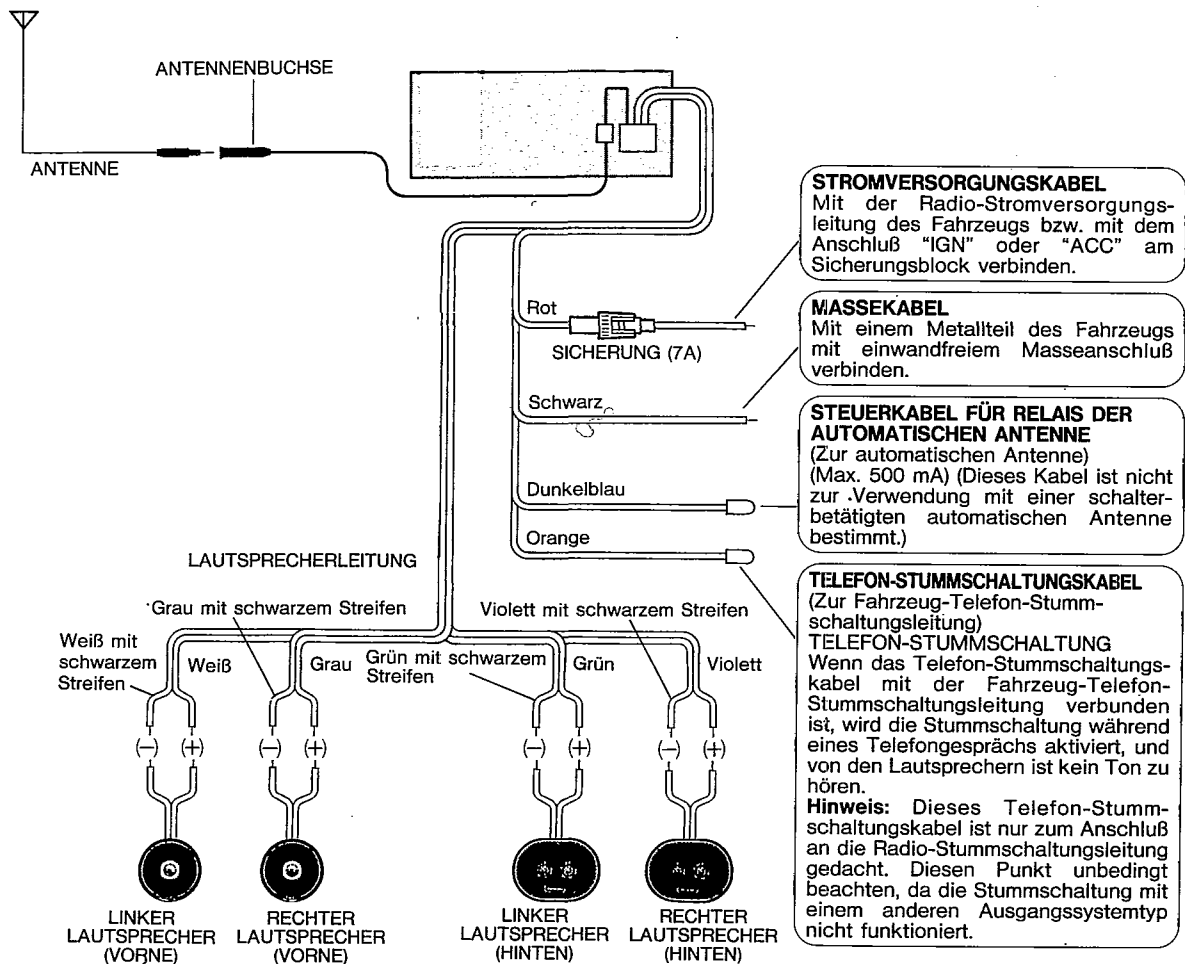 ANTENNENBUCHSE
ANTENNE
STROMVERSORGUNGSKABEL
Mit der Radio-Stromversorgungs-
leitung des Fahrzeugs bzw. mit dem
Anschluß "IGN" oder "ACC" am
Sicherungsblock verbinden.
Rot
SICHERUNG (7A)
MASSEKABEL
Mit einem Metallteil des Fahrzeugs
mit einwandfreiem Masseanschluß
verbinden.
Schwarz
STEUERKABEL FÜR RELAIS DER
AUTOMATISCHEN ANTENNE
(Zur automatischen Antenne)
(Max. 500 mA) (Dieses Kabel ist nicht
zur Verwendung mit einer schalter-
betätigten automatischen Antenne
bestimmt.)
Dunkelblau
Orange
TELEFON-STUMMSCHALTUNGSKABEL
(Zur Fahrzeug-Telefon-Stumm-
schaltungsleitung)
TELEFON-STUMMSCHALTUNG
Wenn das Telefon-Stummschaltungs-
kabel mit der Fahrzeug-Telefon-
Stummschaltungsleitung verbunden
ist, wird die Stummschaltung während
eines Telefongesprächs aktiviert, und
von den Lautsprechern ist kein Ton zu
hören.
Hinweis: Dieses Telefon-Stumm-
schaltungskabel ist nur zum Anschluß
an die Radio-Stummschaltungsleitung
gedacht. Diesen Punkt unbedingt
beachten, da die Stummschaltung mit
einem anderen Ausgangssystemtyp
nicht funktioniert.
LAUTSPRECHERLEITUNG
Grau mit schwarzem Streifen
Violett mit schwarzem Streifen
Weiß mit
schwarzem
Streifen
Weiß
Grau
Grün mit schwarzem
Streifen
Grün
Violett
(−) (+) (−) (+) (−) (+) (−) (+)
LINKER
LAUTSPRECHER
(VORNE)
RECHTER
LAUTSPRECHER
(VORNE)
LINKER
LAUTSPRECHER
(HINTEN)
RECHTER
LAUTSPRECHER
(HINTEN)